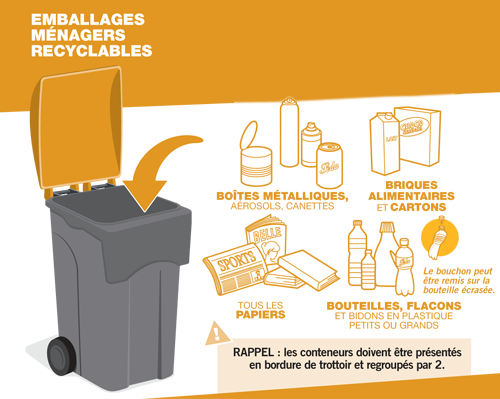 EMBALLAGES
MÉNAGERS
RECYCLABLES
BOÎTES MÉTALLIQUES,
AÉROSOLS, CANETTES
LAIT
BRIQUES
ALIMENTAIRES
ET CARTONS
BELLE
SPORTS
TOUS LES
PAPIERS
BOUTEILLES, FLACONS
ET BIDONS EN PLASTIQUE
PETITS OU GRANDS
Le bouchon peut
être remis sur la
bouteille écrasée.
RAPPEL : les conteneurs doivent être présentés
en bordure de trottoir et regroupés par 2.